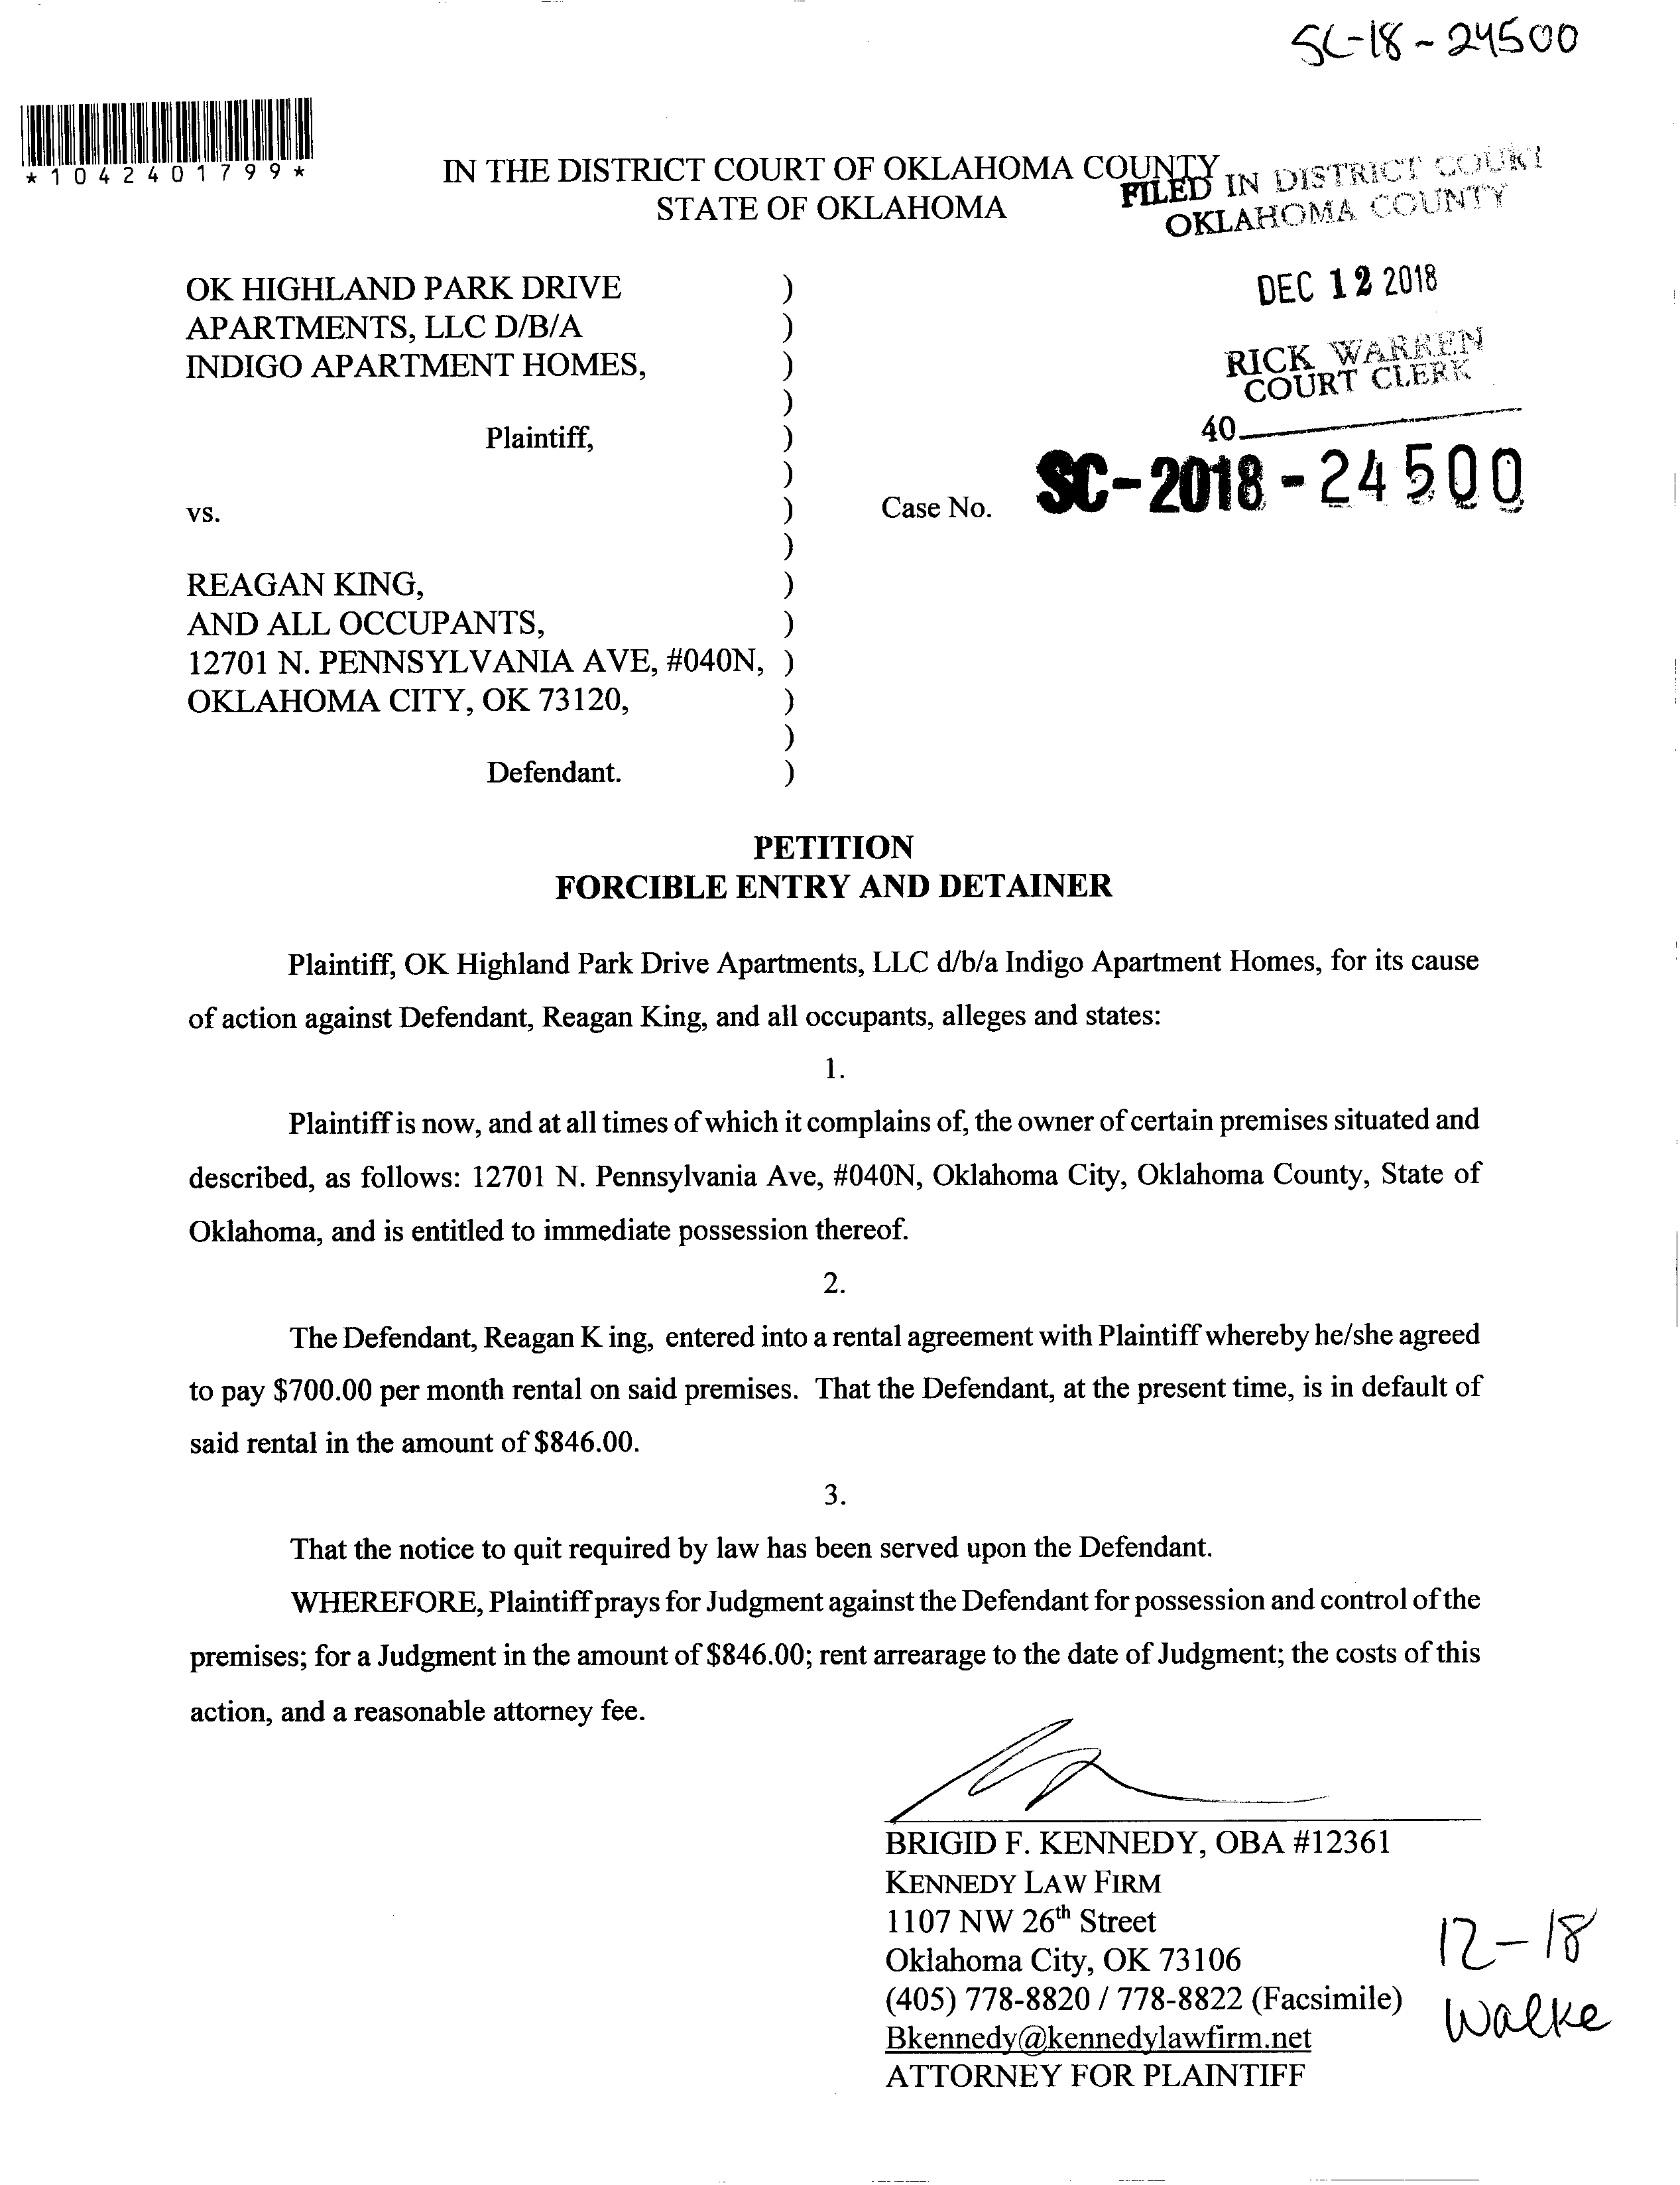 SC-18-24500
*1042401799*
IN THE DISTRICT COURT OF OKLAHOMA COUNTY
STATE OF OKLAHOMA
FILED IN DISTRICT COURT
OKLAHOMA COUNTY
DEC 12 2018
RICK WARREN
COURT CLERK
40
OK HIGHLAND PARK DRIVE )
APARTMENTS, LLC D/B/A )
INDIGO APARTMENT HOMES, )
)
Plaintiff, )
)
vs. ) Case No. SC-2018-24500
)
REAGAN KING, )
AND ALL OCCUPANTS, )
12701 N. PENNSYLVANIA AVE, #040N, )
OKLAHOMA CITY, OK 73120, )
)
Defendant. )
PETITION
FORCIBLE ENTRY AND DETAINER
Plaintiff, OK Highland Park Drive Apartments, LLC d/b/a Indigo Apartment Homes, for its cause
of action against Defendant, Reagan King, and all occupants, alleges and states:
1.
Plaintiff is now, and at all times of which it complains of, the owner of certain premises situated and
described, as follows: 12701 N. Pennsylvania Ave, #040N, Oklahoma City, Oklahoma County, State of
Oklahoma, and is entitled to immediate possession thereof.
2.
The Defendant, Reagan K ing, entered into a rental agreement with Plaintiff whereby he/she agreed
to pay $700.00 per month rental on said premises. That the Defendant, at the present time, is in default of
said rental in the amount of $846.00.
3.
That the notice to quit required by law has been served upon the Defendant.
WHEREFORE, Plaintiff prays for Judgment against the Defendant for possession and control of the
premises; for a Judgment in the amount of $846.00; rent arrearage to the date of Judgment; the costs of this
action, and a reasonable attorney fee.
BRIGID F. KENNEDY, OBA #12361
KENNEDY LAW FIRM
1107 NW 26th Street
Oklahoma City, OK 73106
(405) 778-8820 / 778-8822 (Facsimile)
Bkennedy@kennedylawfirm.net
ATTORNEY FOR PLAINTIFF
12-18
Walke